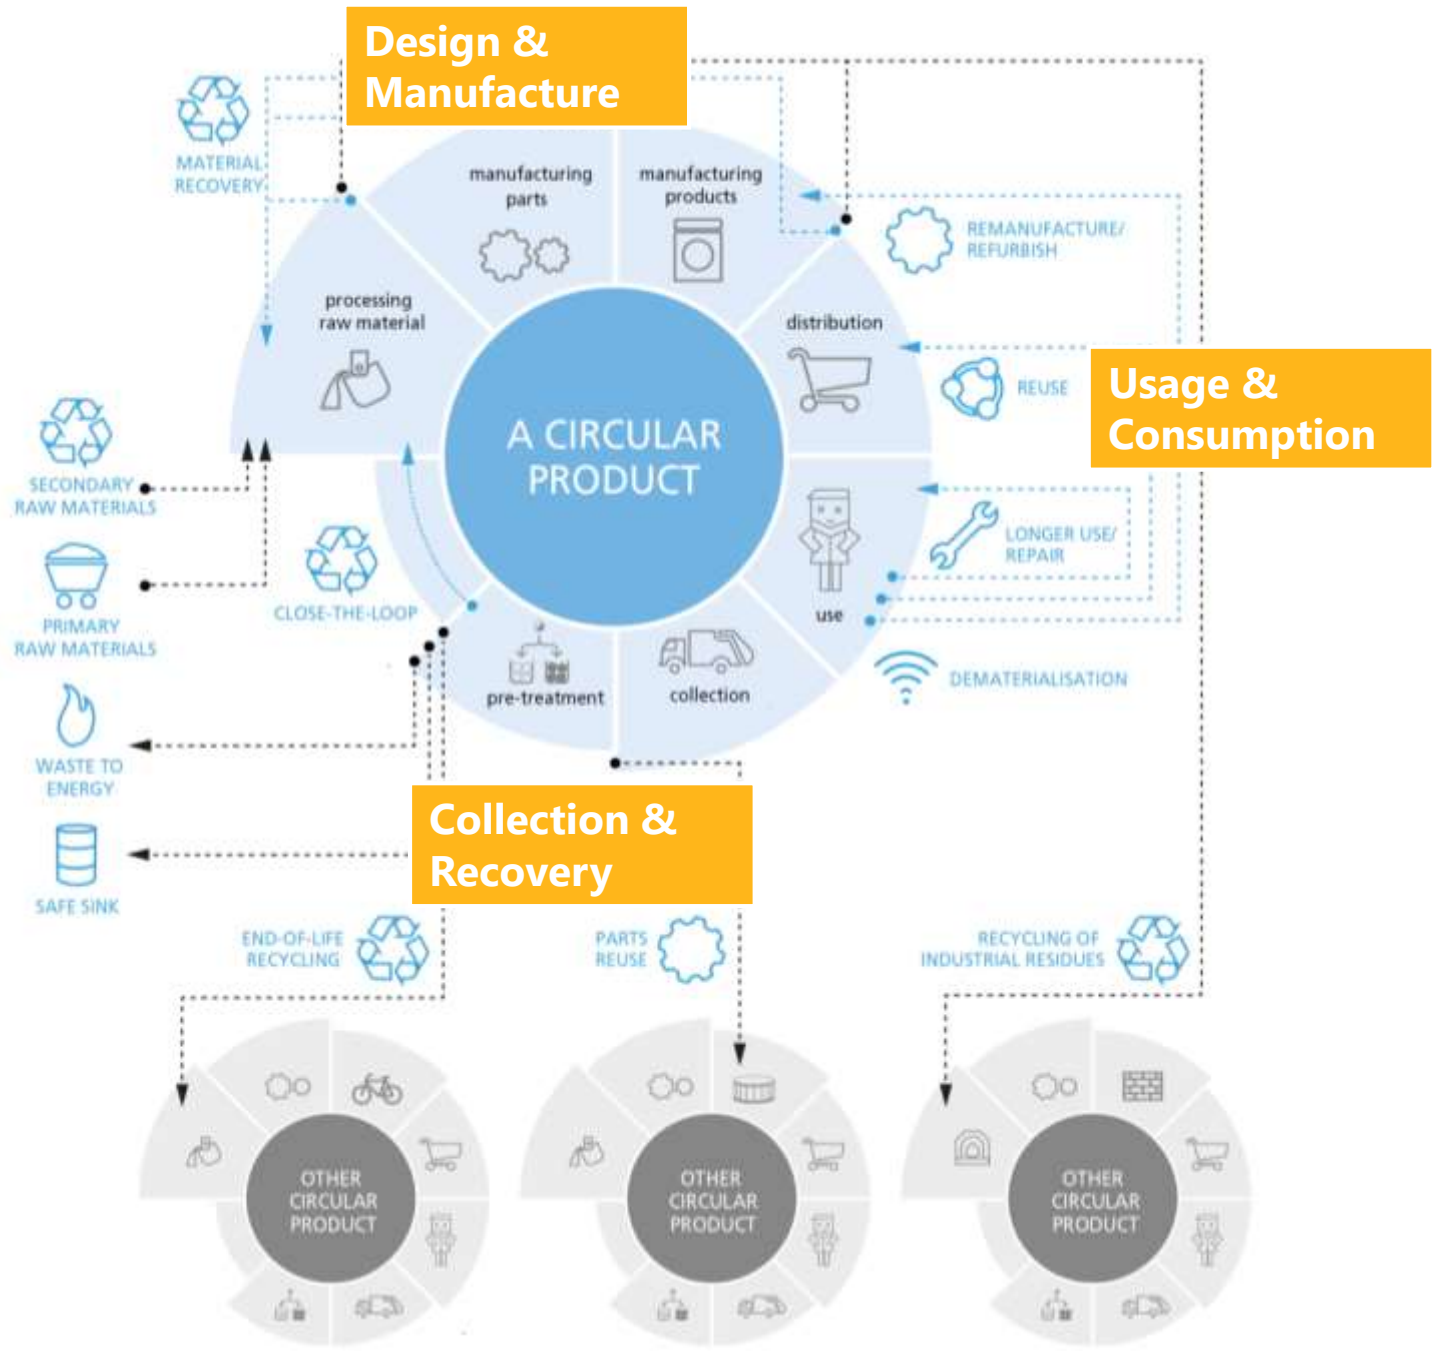 Design &
Manufacture
MATERIAL
RECOVERY
manufacturing
parts
manufacturing
products
REMANUFACTURE/
REFURBISH
processing
raw material
distribution
REUSE
Usage &
Consumption
A CIRCULAR
PRODUCT
SECONDARY
RAW MATERIALS
LONGER USE/
REPAIR
CLOSE-THE-LOOP
use
PRIMARY
RAW MATERIALS
DEMATERIALISATION
pre-treatment
collection
WASTE TO
ENERGY
Collection &
Recovery
SAFE SINK
END-OF-LIFE
RECYCLING
PARTS
REUSE
RECYCLING OF
INDUSTRIAL RESIDUES
OTHER
CIRCULAR
PRODUCT
OTHER
CIRCULAR
PRODUCT
OTHER
CIRCULAR
PRODUCT